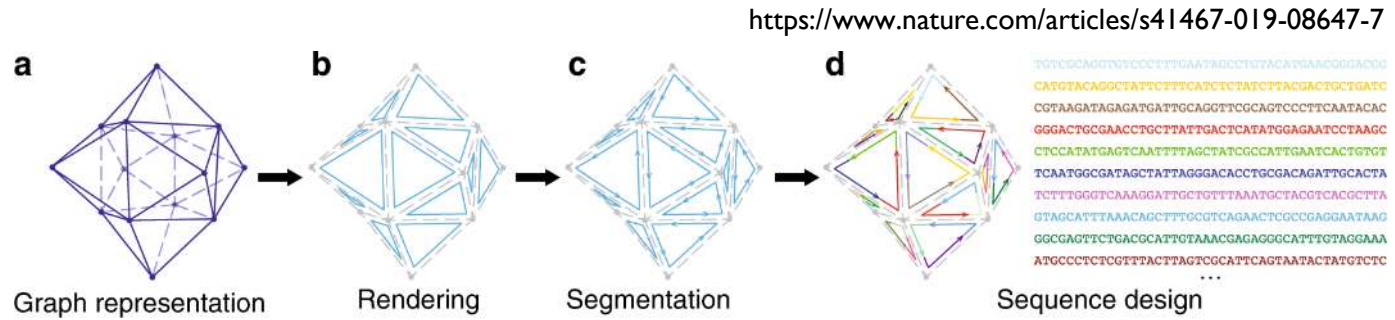 https://www.nature.com/articles/s41467-019-08647-7
a
b
c
d
TGTCGCAGGTGTCCCTTTGAATAGCCTGTACATGAACGGGACGG
CATGTACAGGCTATTCTTTCATCTCTATCTTACGACTGCTGATC
CGTAAGATAGAGATGATTGCAGGTTCGCAGTCCCTTCAATACAC
GGGACTGCGAACCTGCTTATTGACTCATATGGAGAATCCTAAGC
CTCCATATGAGTCAATTTTAGCTATCGCCATTGAATCACTGTGT
TCAATGGCGATAGCTATTAGGGACACCTGCGACAGATTGCACTA
TCTTTGGGTCAAAGGATTGCTGTTTAAATGCTACGTCACGCTTA
GTAGCATTTAAACAGCTTTGCGTCAGAACTCGCCGAGGAATAAG
GGCGAGTTCTGACGCATTGTAAACGAGAGGGCATTTGTAGGAAA
ATGCCCTCTCGTTTACTTAGTCGCATTCAGTAATACTATGTCTC
...
Graph representation
Rendering
Segmentation
Sequence design